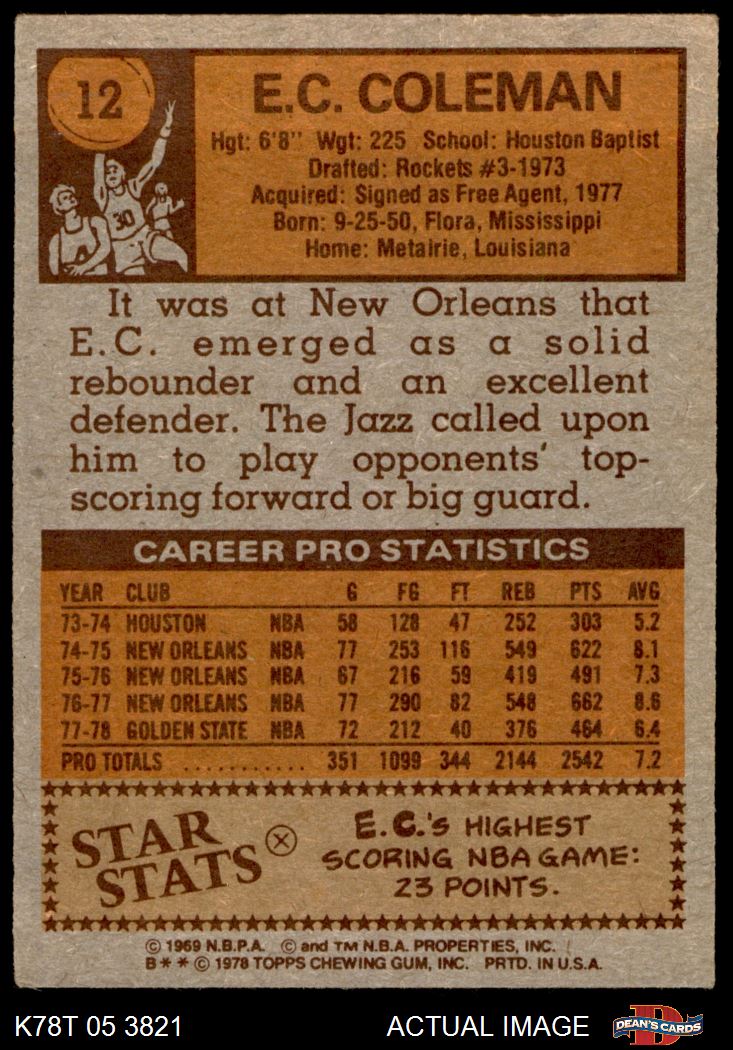 12
E.C. COLEMAN
Hgt: 6'8" Wgt: 225 School: Houston Baptist
Drafted: Rockets #3-1973
Acquired: Signed as Free Agent, 1977
Born: 9-25-50, Flora, Mississippi
Home: Metairie, Louisiana
30
It was at New Orleans that
E.C. emerged as a solid
rebounder and an excellent
defender. The Jazz called upon
him to play opponents' top-
scoring forward or big guard.
CAREER PRO STATISTICS
YEAR CLUB G FG FT REB PTS AVG
73-74 HOUSTON NBA 58 128 47 252 303 5.2
74-75 NEW ORLEANS NBA 77 253 116 549 622 8.1
75-76 NEW ORLEANS NBA 67 216 59 419 491 7.3
76-77 NEW ORLEANS NBA 77 290 82 548 662 8.6
77-78 GOLDEN STATE NBA 72 212 40 376 464 6.4
PRO TOTALS ........... 351 1099 344 2144 2542 7.2
STAR
STATS
E.C.'S HIGHEST
SCORING NBA GAME:
23 POINTS.
© 1969 N.B.P.A. © and TM N.B.A. PROPERTIES, INC.
B** © 1978 TOPPS CHEWING GUM, INC. PRTD. IN U.S.A.
K78T 05 3821 ACTUAL IMAGE
D
DEAN'S CARDS